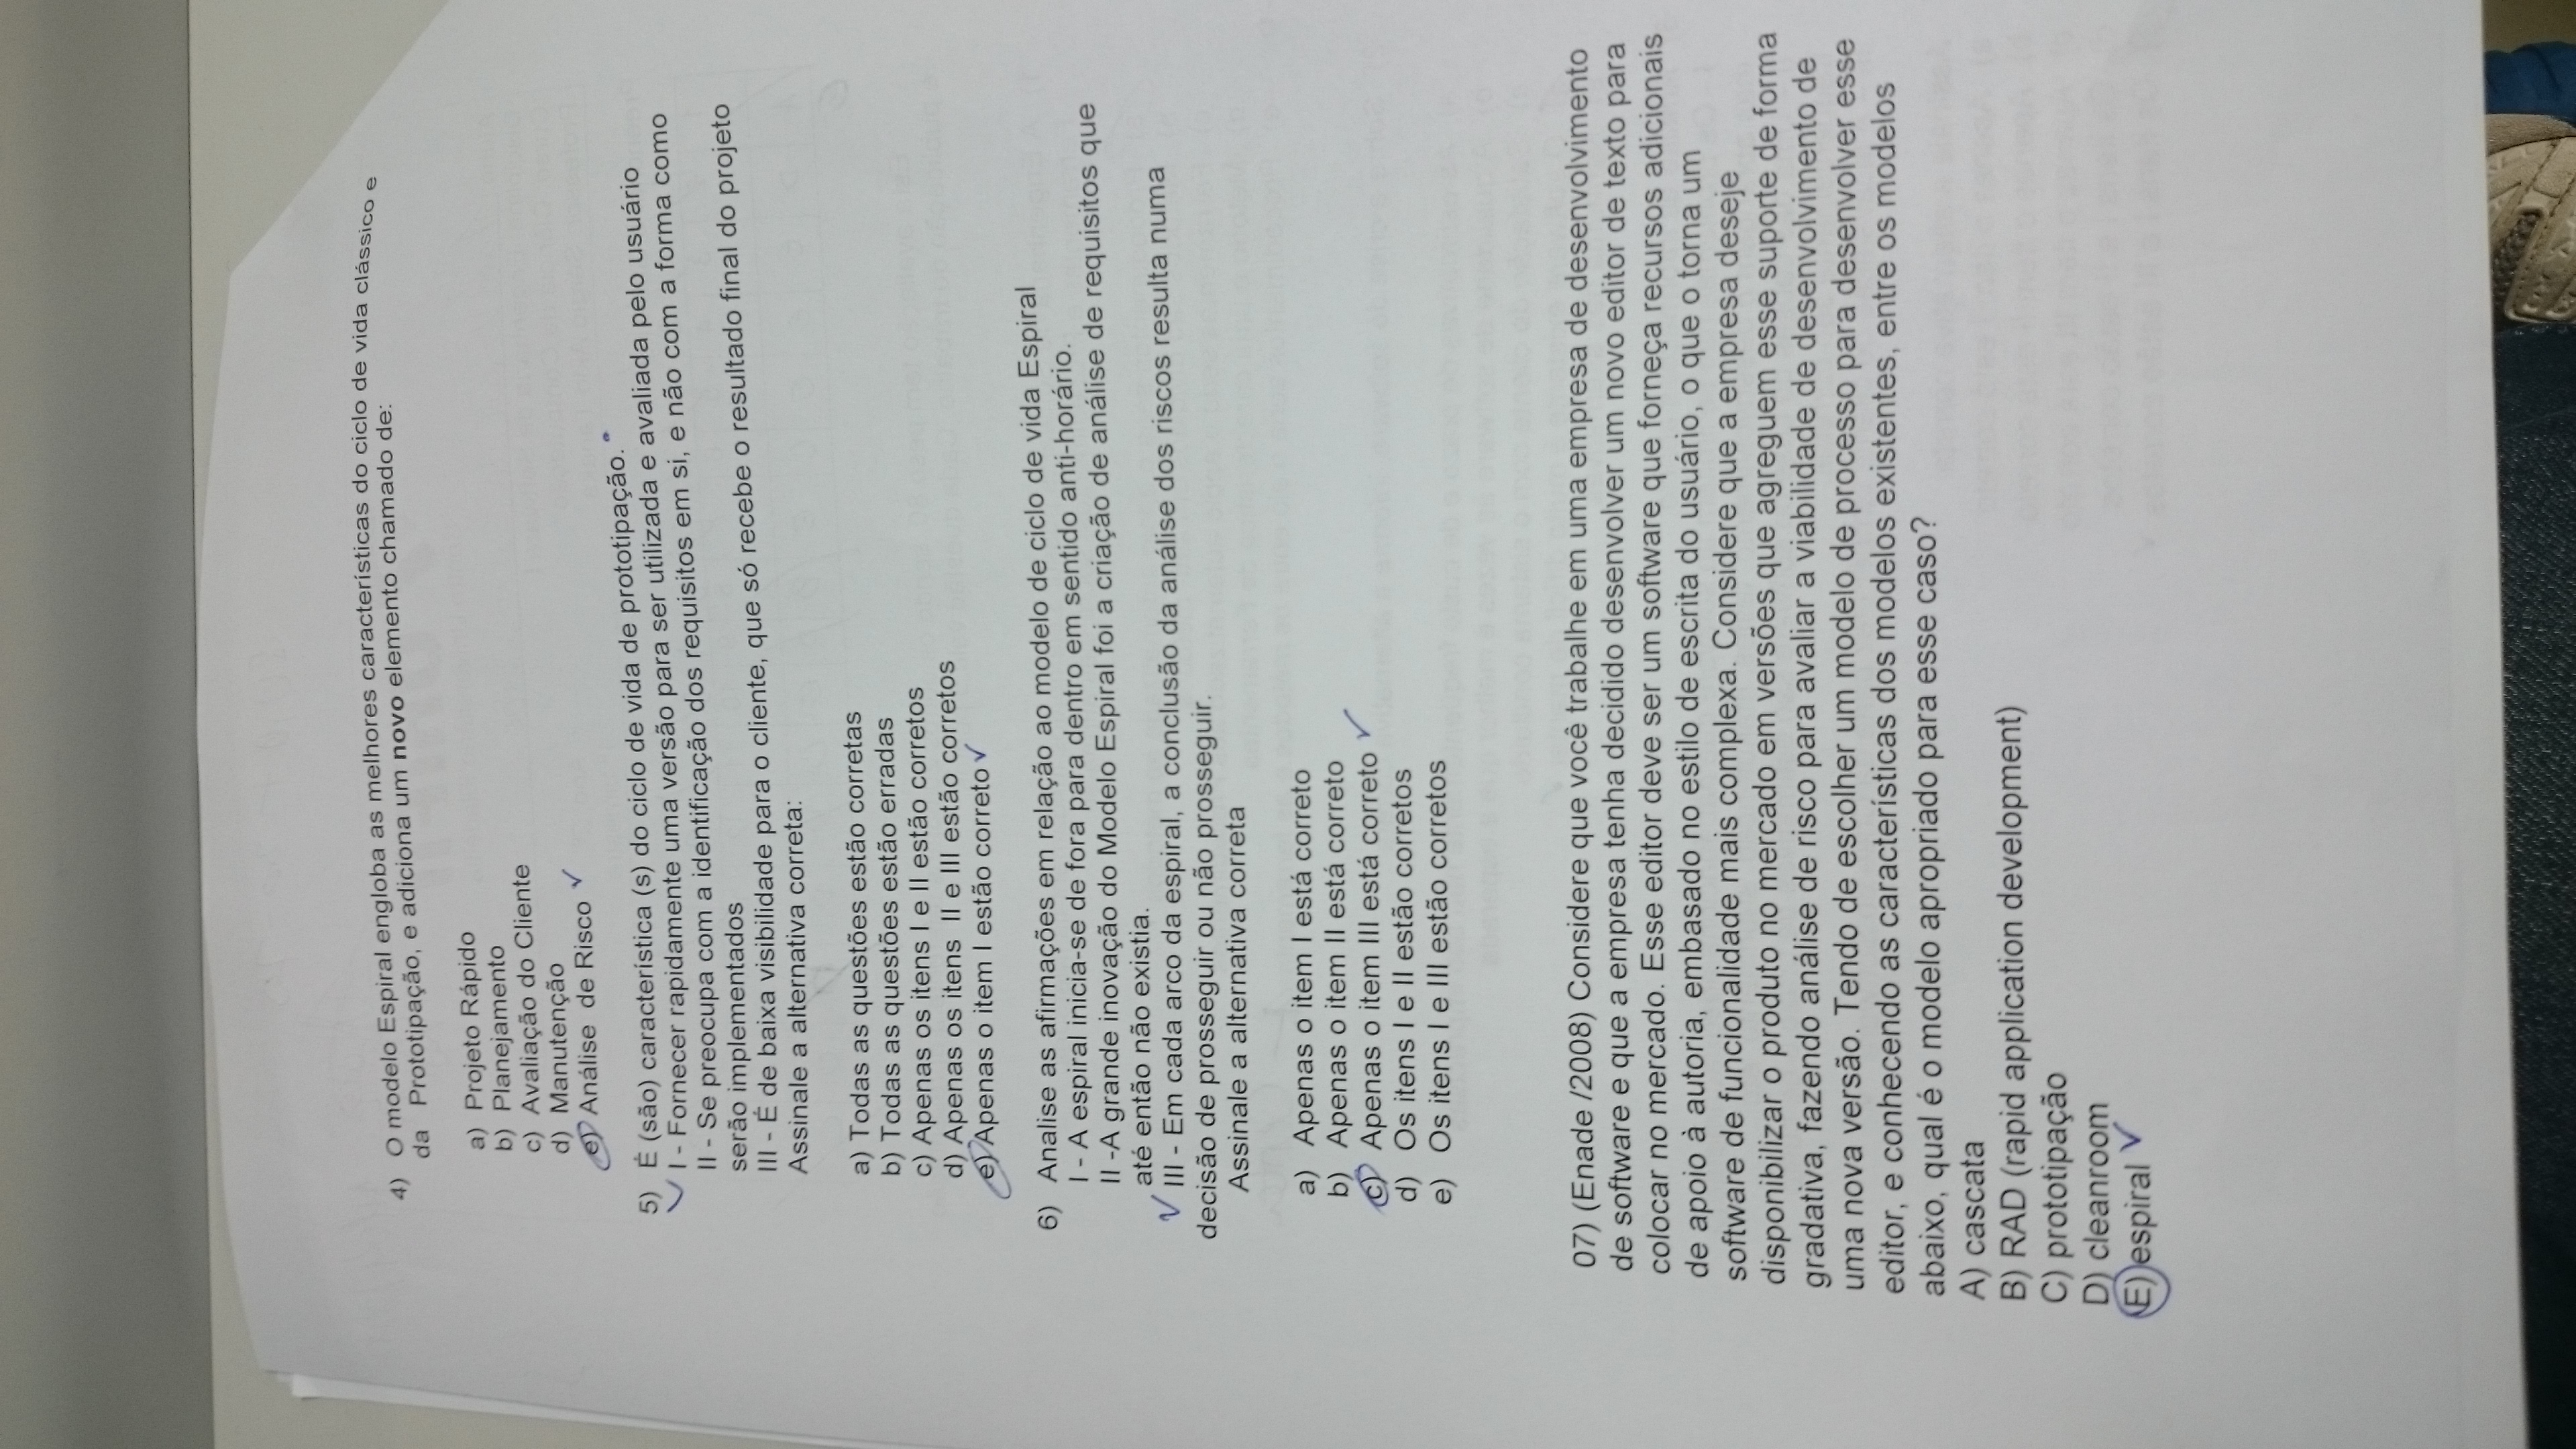 4) O modelo Espiral engloba as melhores características do ciclo de vida clássico e
da Prototipação, e adiciona um novo elemento chamado de:
a) Projeto Rápido
b) Planejamento
c) Avaliação do Cliente
d) Manutenção
e) Análise de Risco
5) É (são) característica (s) do ciclo de vida de prototipação.
I - Fornecer rapidamente uma versão para ser utilizada e avaliada pelo usuário
II - Se preocupa com a identificação dos requisitos em si, e não com a forma como
serão implementados
III - É de baixa visibilidade para o cliente, que só recebe o resultado final do projeto
Assinale a alternativa correta:
a) Todas as questões estão corretas
b) Todas as questões estão erradas
c) Apenas os itens I e II estão corretos
d) Apenas os itens II e III estão corretos
e) Apenas o item I estão correto
6) Analise as afirmações em relação ao modelo de ciclo de vida Espiral
I - A espiral inicia-se de fora para dentro em sentido anti-horário.
II -A grande inovação do Modelo Espiral foi a criação de análise de requisitos que
até então não existia.
III - Em cada arco da espiral, a conclusão da análise dos riscos resulta numa
decisão de prosseguir ou não prosseguir.
Assinale a alternativa correta
a) Apenas o item I está correto
b) Apenas o item II está correto
c) Apenas o item III está correto
d) Os itens I e II estão corretos
e) Os itens I e III estão corretos
07) (Enade /2008) Considere que você trabalhe em uma empresa de desenvolvimento
de software e que a empresa tenha decidido desenvolver um novo editor de texto para
colocar no mercado. Esse editor deve ser um software que forneça recursos adicionais
de apoio à autoria, embasado no estilo de escrita do usuário, o que o torna um
software de funcionalidade mais complexa. Considere que a empresa deseje
disponibilizar o produto no mercado em versões que agreguem esse suporte de forma
gradativa, fazendo análise de risco para avaliar a viabilidade de desenvolvimento de
uma nova versão. Tendo de escolher um modelo de processo para desenvolver esse
editor, e conhecendo as características dos modelos existentes, entre os modelos
abaixo, qual é o modelo apropriado para esse caso?
A) cascata
B) RAD (rapid application development)
C) prototipação
D) cleanroom
E) espiral